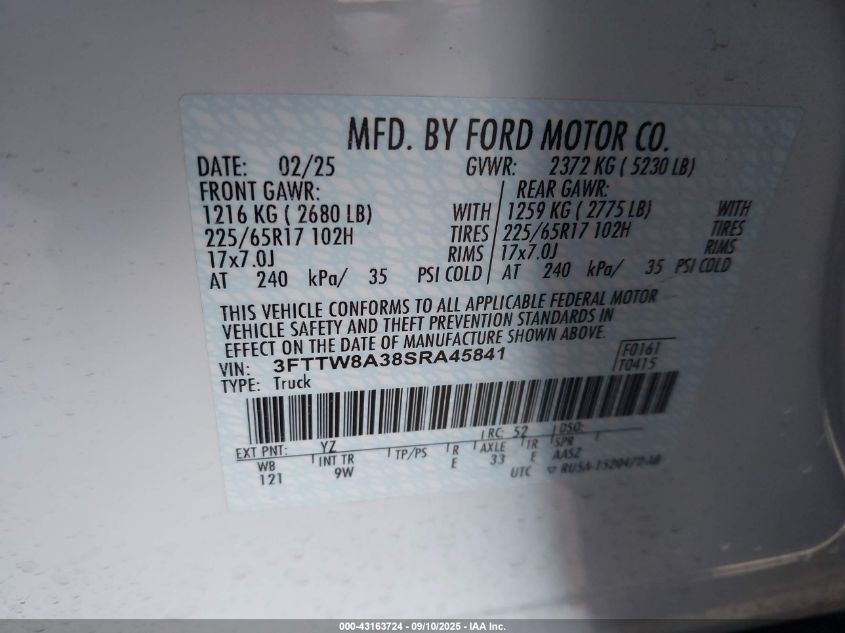 MFD. BY FORD MOTOR CO.
DATE: 02/25 GVWR: 2372 KG ( 5230 LB)
FRONT GAWR: REAR GAWR:
1216 KG ( 2680 LB) WITH 1259 KG ( 2775 LB) WITH
225/65R17 102H TIRES 225/65R17 102H TIRES
17x7.0J RIMS 17x7.0J RIMS
AT 240 kPa/ 35 PSI COLD AT 240 kPa/ 35 PSI COLD
THIS VEHICLE CONFORMS TO ALL APPLICABLE FEDERAL MOTOR
VEHICLE SAFETY AND THEFT PREVENTION STANDARDS IN
EFFECT ON THE DATE OF MANUFACTURE SHOWN ABOVE.
VIN: 3FTTW8A38SRA45841 F0161
TYPE: Truck T0415
EXT PNT: YZ RC: 52 DSO:
WB INT TR TP/PS R AXLE TR SPR
121 9W E 33 E AASZ
UTC
000-43163724 - 09/10/2025 - IAA Inc.